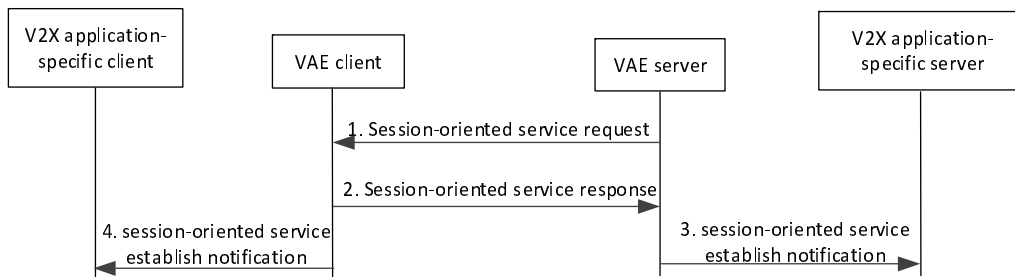 V2X application-
specific client
VAE client
VAE server
V2X application-
specific server
1. Session-oriented service request
2. Session-oriented service response
4. session-oriented service
establish notification
3. session-oriented service
establish notification